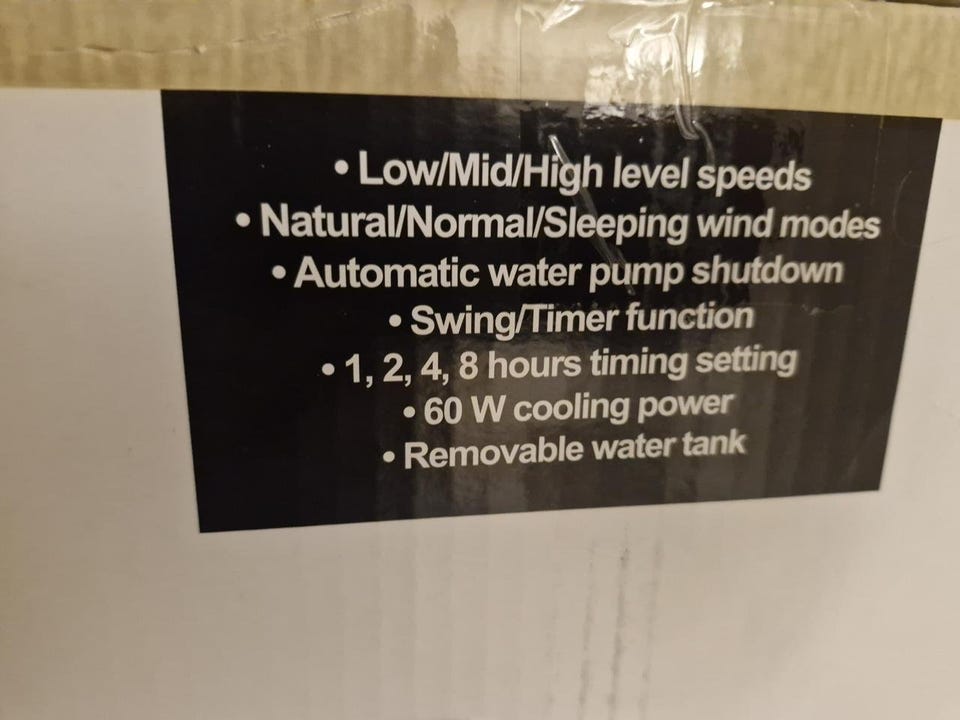 • Low/Mid/High level speeds
• Natural/Normal/Sleeping wind modes
• Automatic water pump shutdown
• Swing/Timer function
• 1, 2, 4, 8 hours timing setting
• 60 W cooling power
• Removable water tank